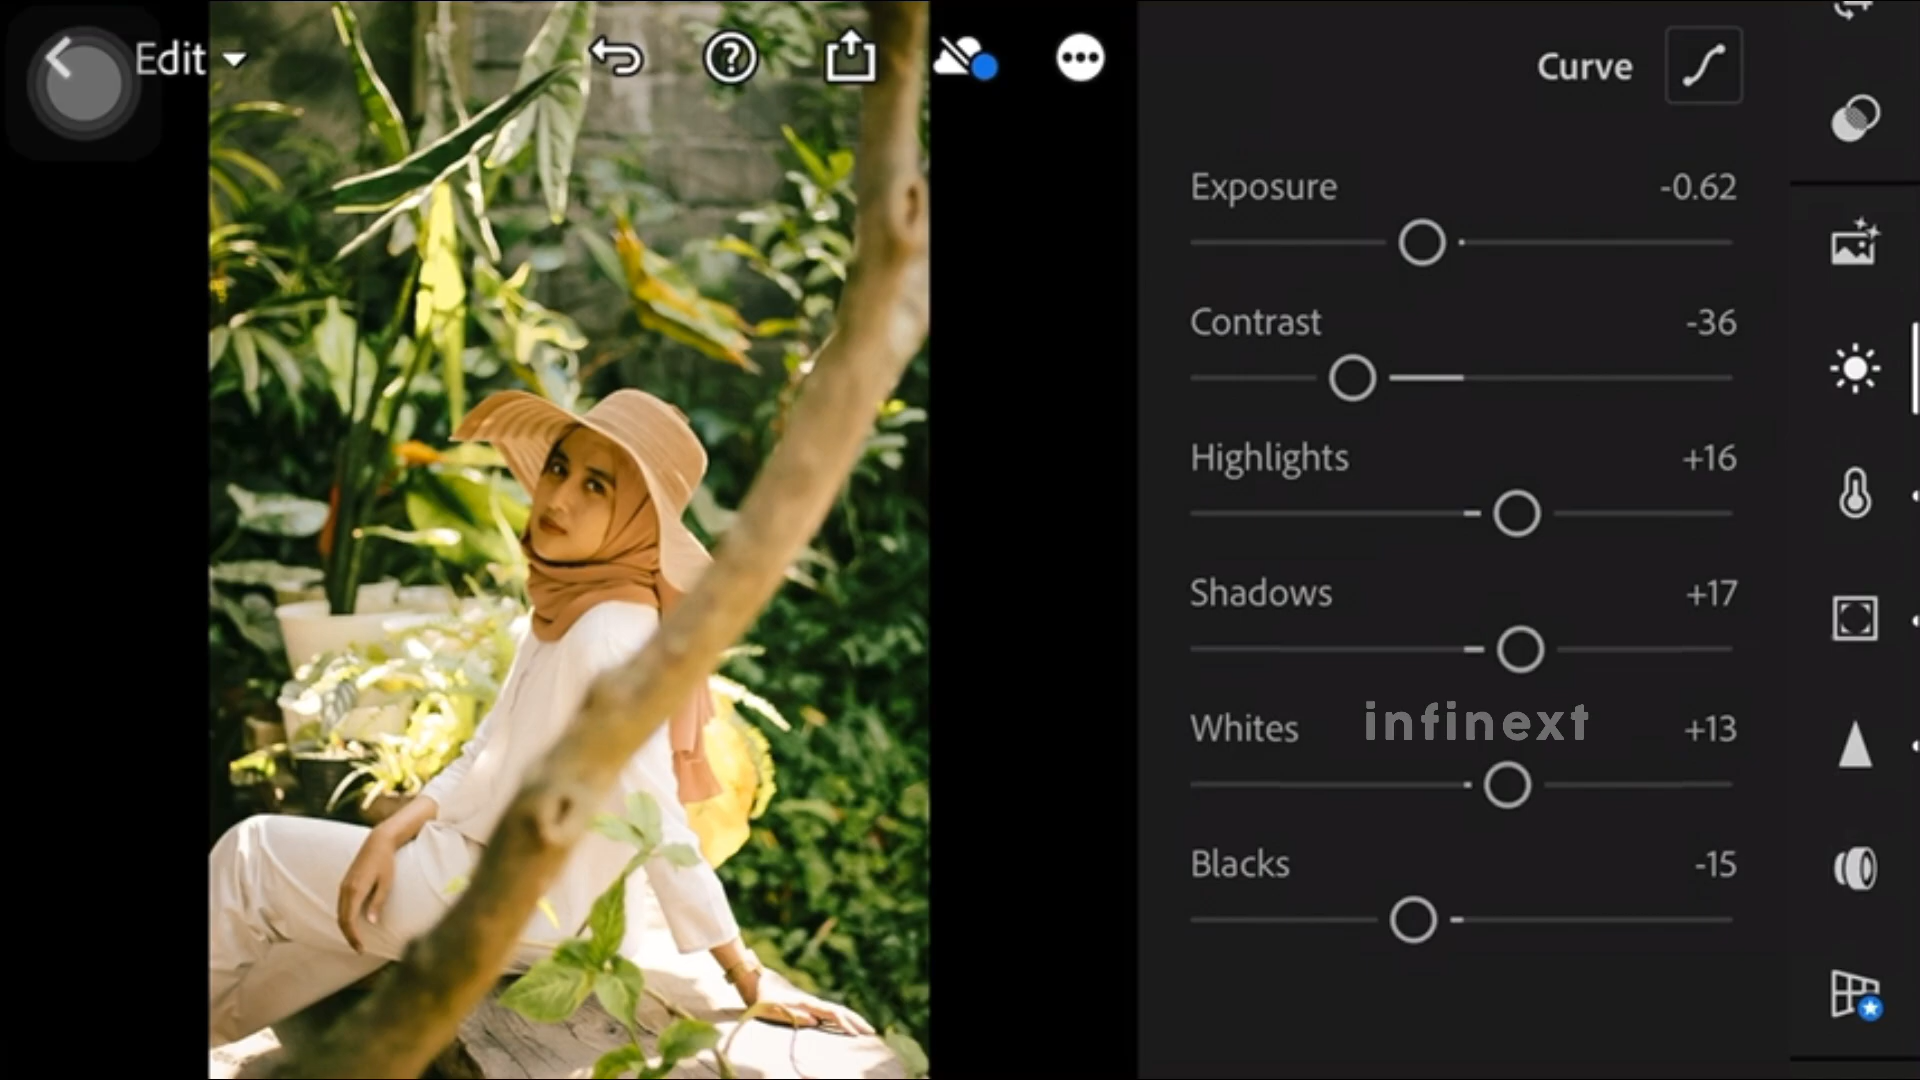 Edit
Curve
Exposure -0.62
Contrast -36
Highlights +16
Shadows +17
Whites +13
infinext
Blacks -15